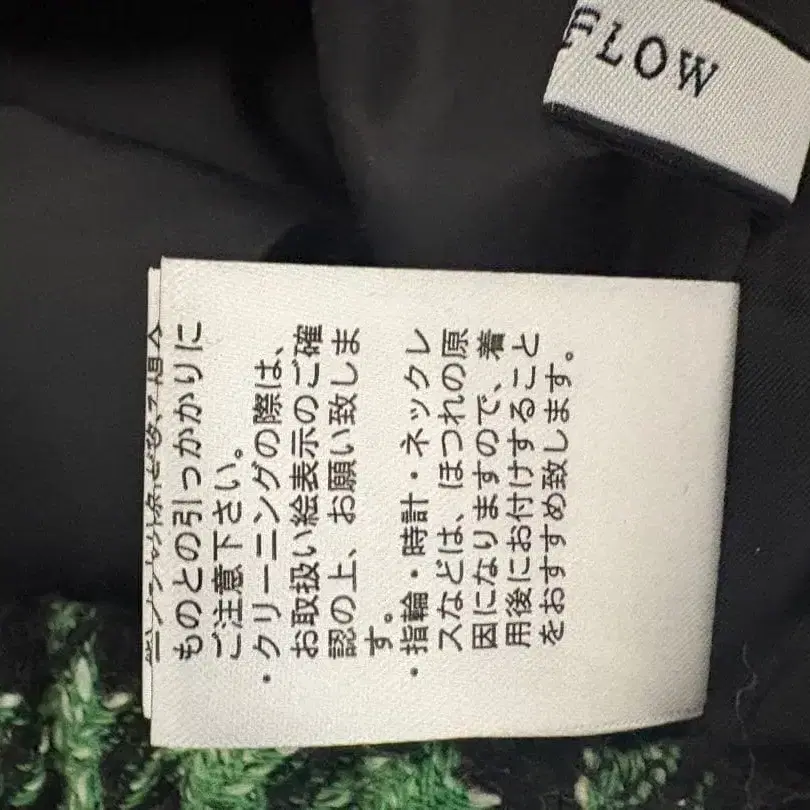 FLOW
ものとの引っかかりに
ご注意下さい。
・クリーニングの際は、
お取扱い絵表示のご確
認の上、お願い致しま
す。
・指輪・時計・ネックレ
スなどは、ほつれの原
因になりますので、着
用後にお付けすること
をおすすめ致します。